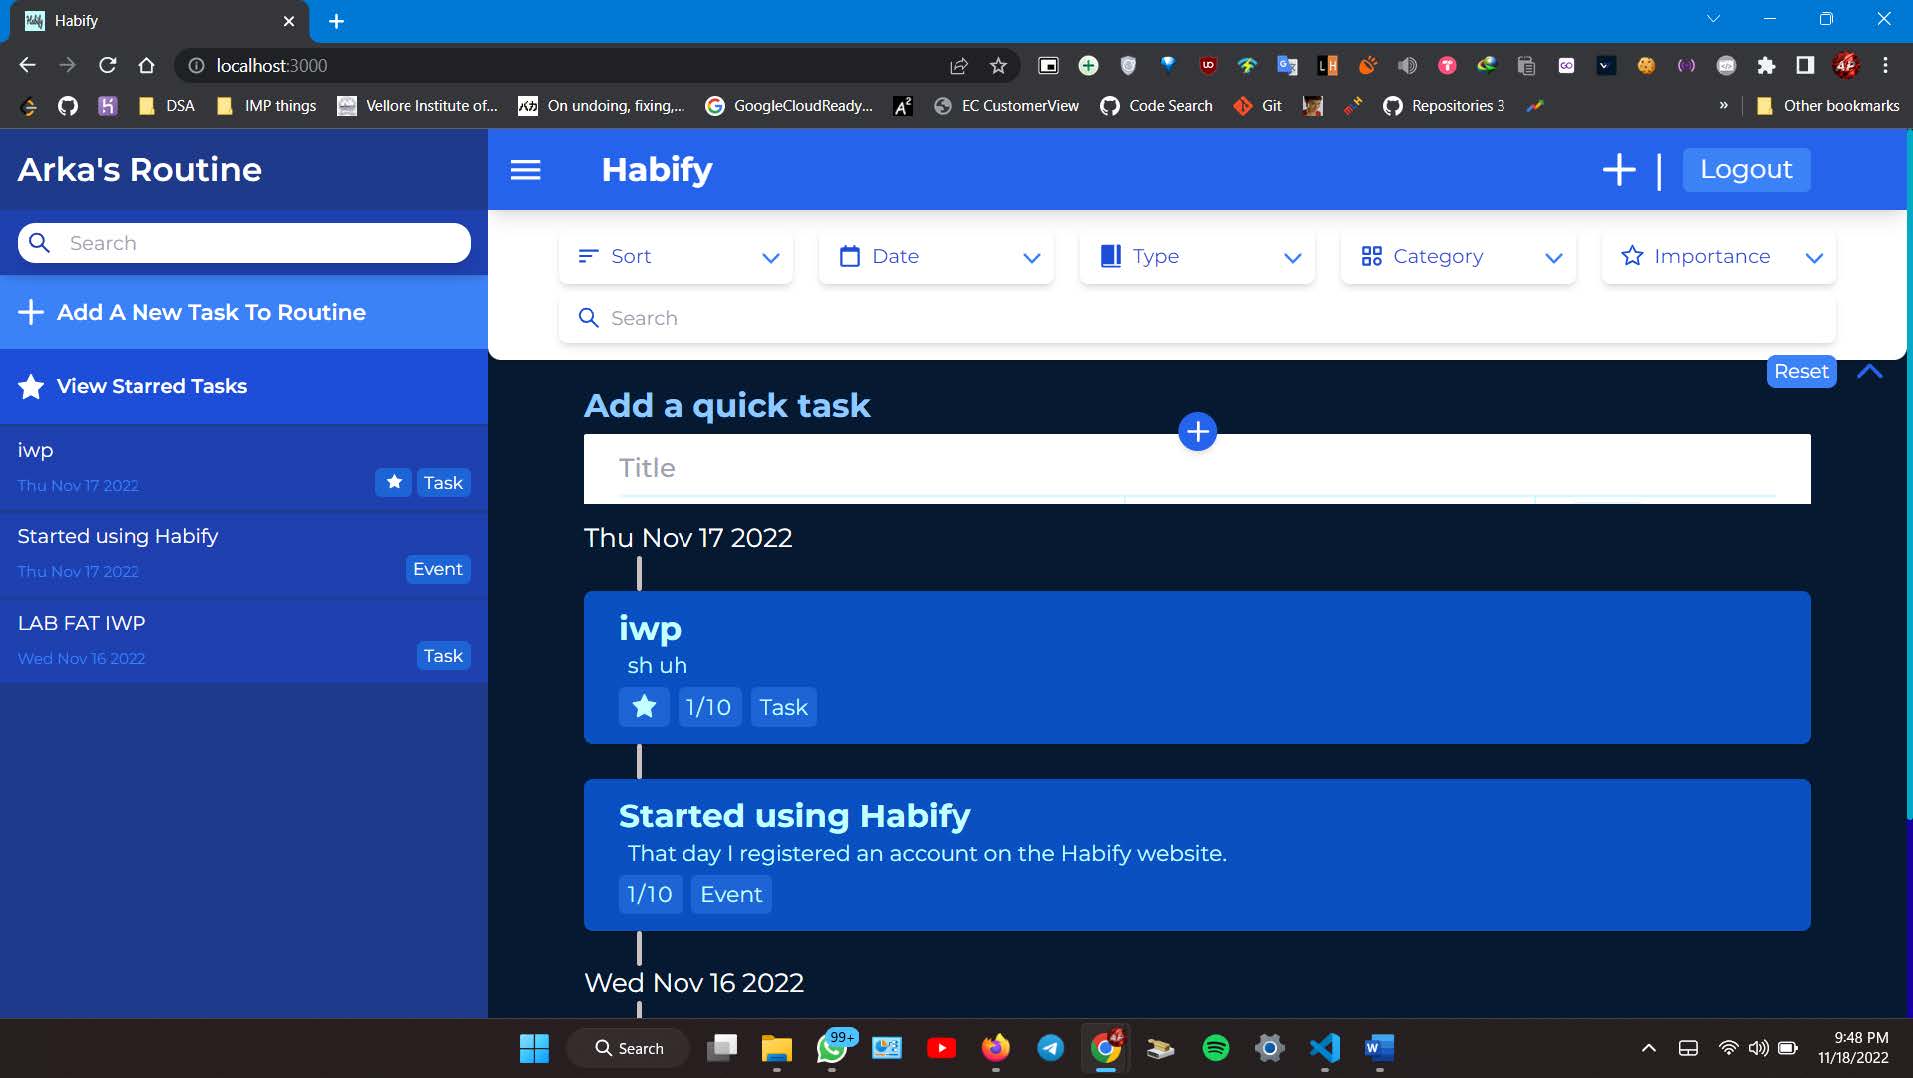 Habify
localhost:3000
DSA
IMP things
Vellore Institute of...
On undoing, fixing,...
GoogleCloudReady...
EC CustomerView
Code Search
Git
Repositories 3
»
Other bookmarks
Arka's Routine
Search
Add A New Task To Routine
View Starred Tasks
iwp
Thu Nov 17 2022
Task
Started using Habify
Thu Nov 17 2022
Event
LAB FAT IWP
Wed Nov 16 2022
Task
Habify
Logout
Sort
Date
Type
Category
Importance
Search
Reset
Add a quick task
Title
Thu Nov 17 2022
iwp
sh uh
1/10 Task
Started using Habify
That day I registered an account on the Habify website.
1/10 Event
Wed Nov 16 2022
Search
99+
9:48 PM
11/18/2022